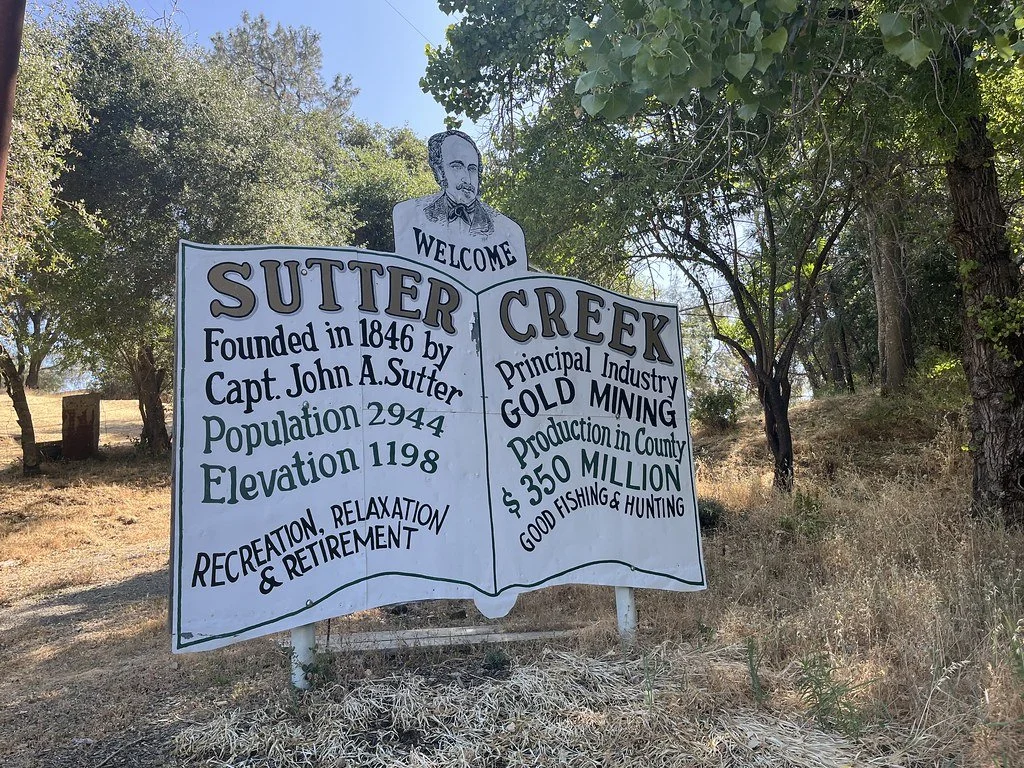 WELCOME
SUTTER
Founded in 1846 by
Capt. John A. Sutter
Population 2944
Elevation 1198
RECREATION, RELAXATION
& RETIREMENT
CREEK
Principal Industry
GOLD MINING
Production in County
$ 350 MILLION
GOOD FISHING & HUNTING